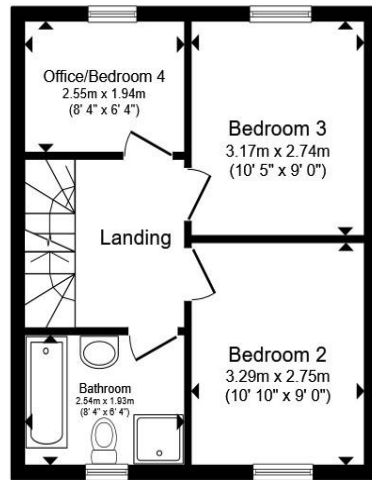 Office/Bedroom 4
2.55m x 1.94m
(8' 4" x 6' 4")
Bedroom 3
3.17m x 2.74m
(10' 5" x 9' 0")
Landing
Bedroom 2
3.29m x 2.75m
(10' 10" x 9' 0")
Bathroom
2.54m x 1.93m
(8' 4" x 6' 4")